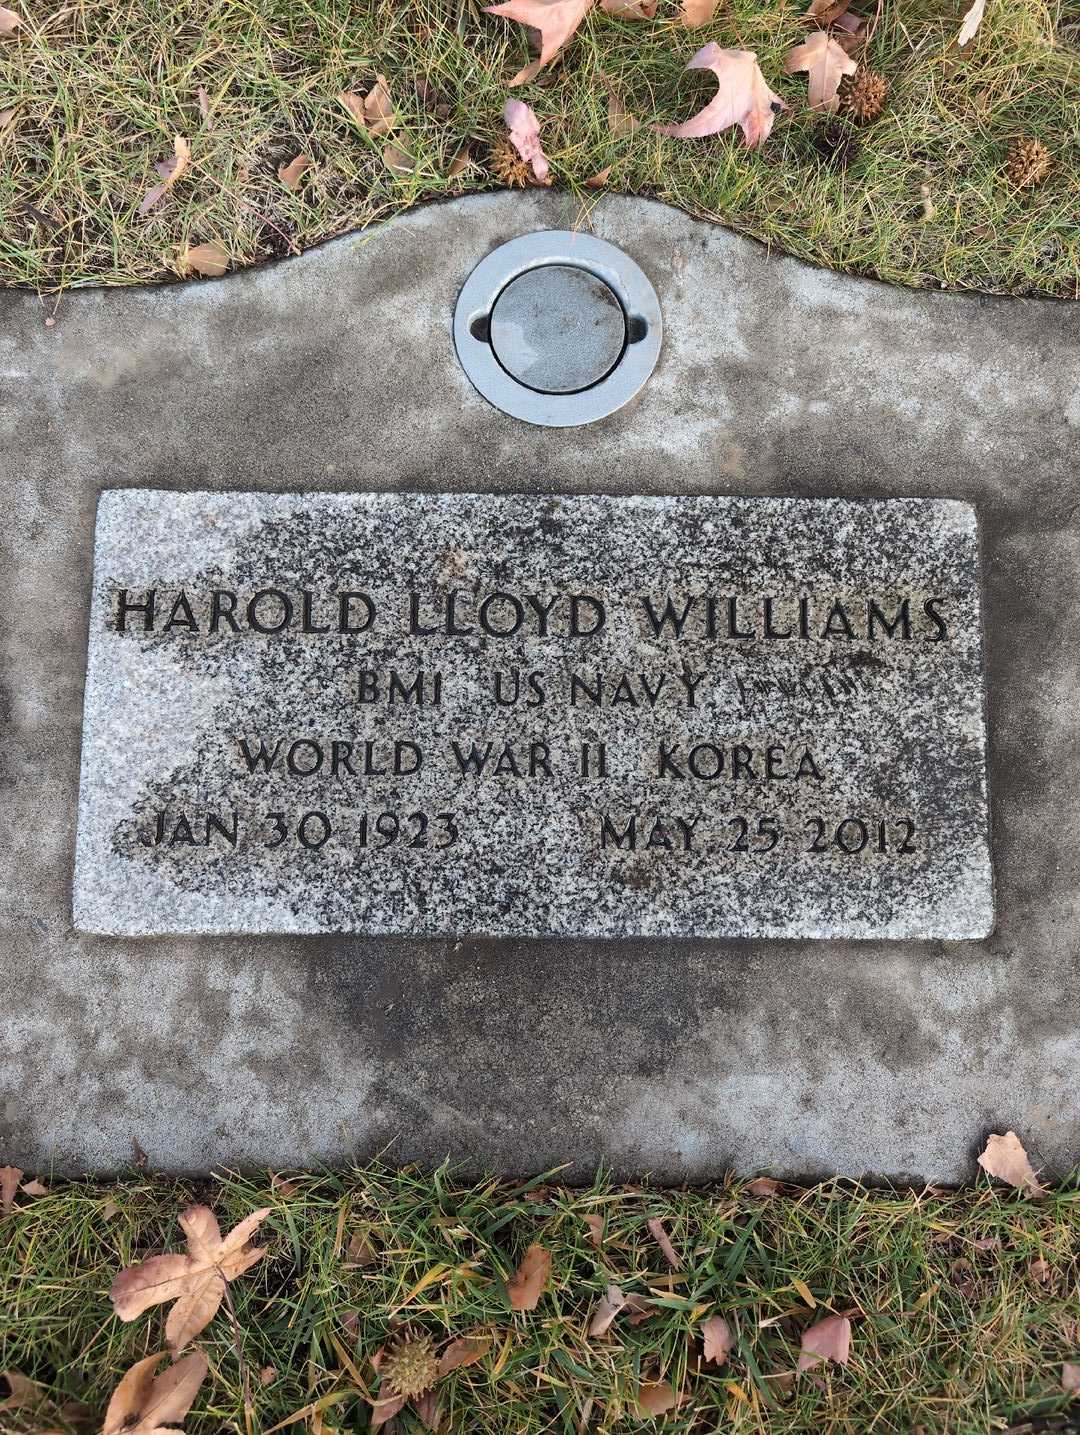 HAROLD LLOYD WILLIAMS
BM1 US NAVY
WORLD WAR II KOREA
JAN 30 1923 MAY 25 2012